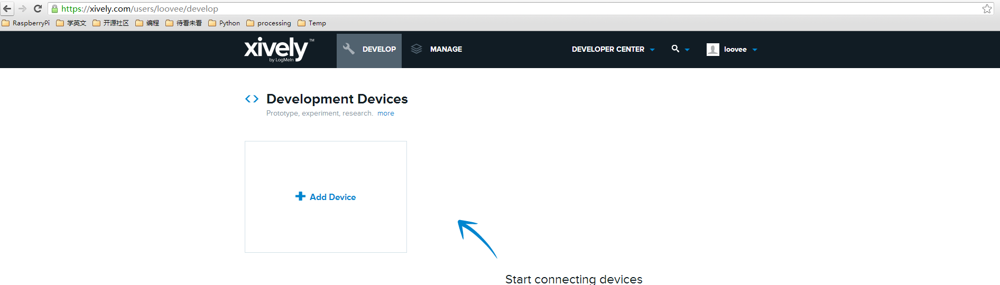 https://xively.com/users/loovee/develop
RaspberryPi 学英文 开源社区 编程 待看未看 Python processing Temp
xively™ DEVELOP MANAGE DEVELOPER CENTER loovee
by LogMeIn
<> Development Devices
Prototype, experiment, research. more
+ Add Device
Start connecting devices